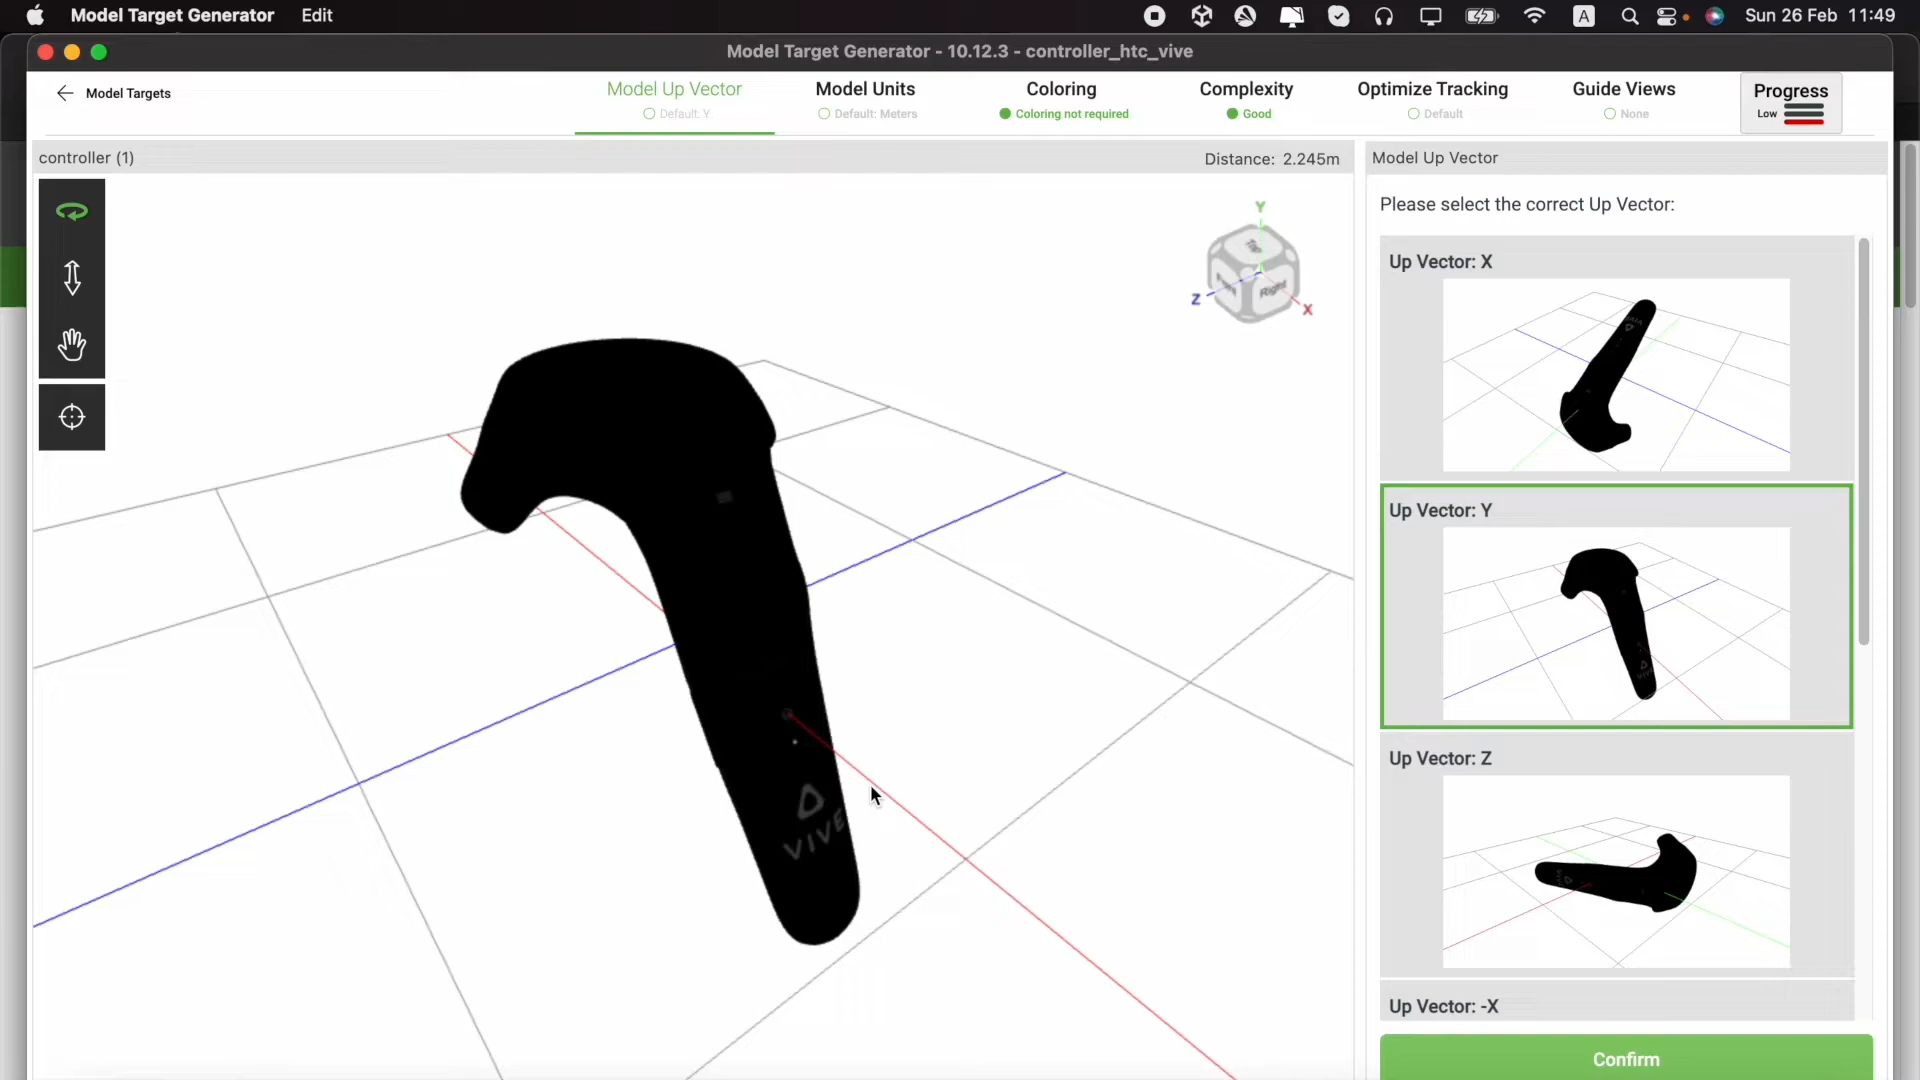 Model Target Generator Edit
A Sun 26 Feb 11:49
Model Target Generator - 10.12.3 - controller_htc_vive
Model Targets
Model Up Vector
Default: Y
Model Units
Default: Meters
Coloring
Coloring not required
Complexity
Good
Optimize Tracking
Default
Guide Views
None
Progress
Low
controller (1)
Distance: 2.245m
Y
Z
Right
X
VIVE
Model Up Vector
Please select the correct Up Vector:
Up Vector: X
Up Vector: Y
VIVE
Up Vector: Z
Up Vector: -X
Confirm